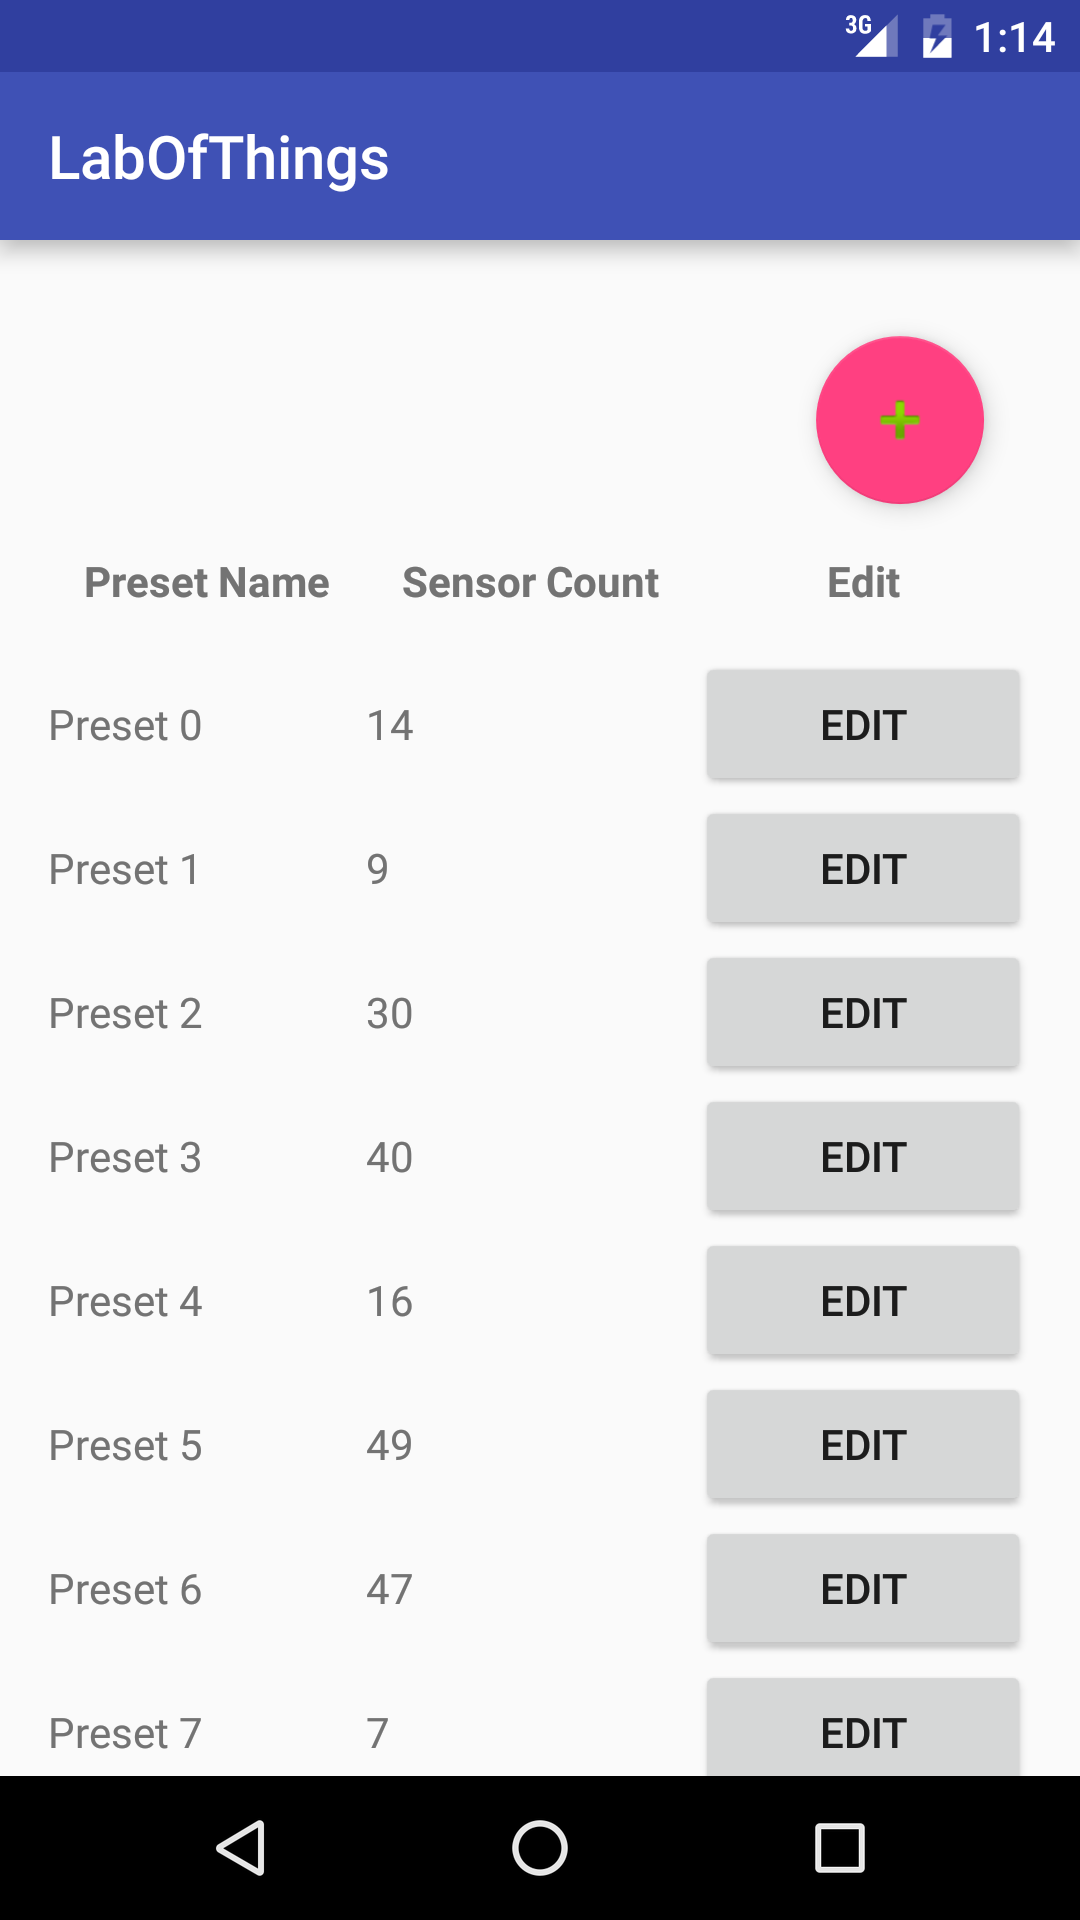 3G 1:14
LabOfThings
Preset Name Sensor Count Edit
Preset 0 14 EDIT
Preset 1 9 EDIT
Preset 2 30 EDIT
Preset 3 40 EDIT
Preset 4 16 EDIT
Preset 5 49 EDIT
Preset 6 47 EDIT
Preset 7 7 EDIT